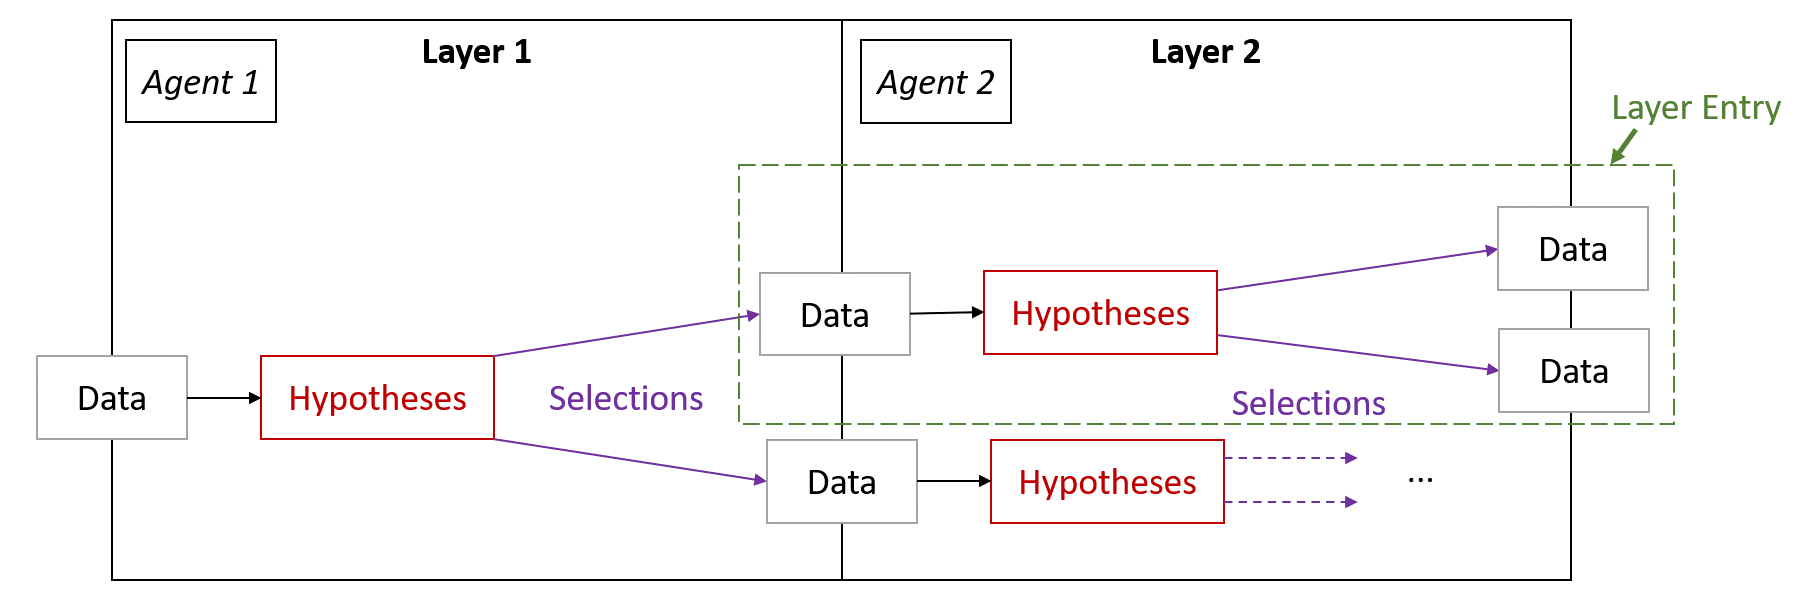 Layer 1
Layer 2
Agent 1
Agent 2
Layer Entry
Data
Data
Hypotheses
Data
Data
Hypotheses
Selections
Selections
Data
Hypotheses
...
Data
Hypotheses